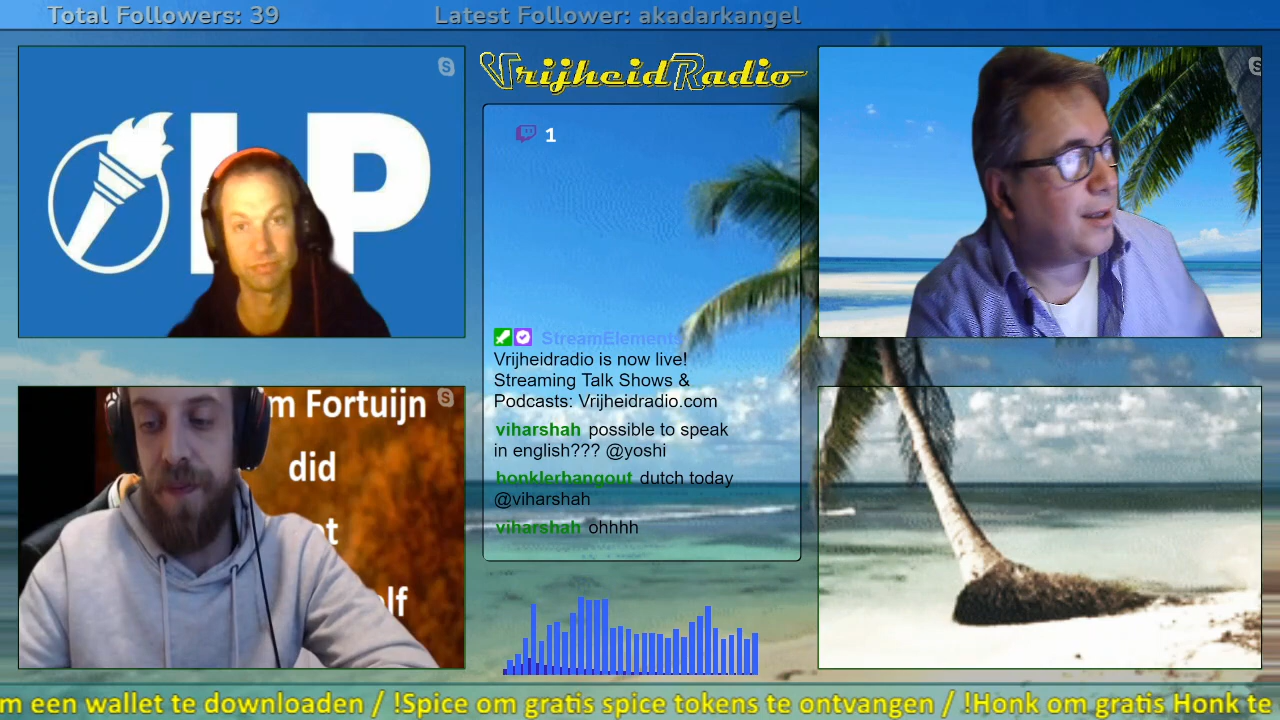 Total Followers: 39
Latest Follower: akadarkangel
VrijheidRadio
LP
1
StreamElements
Vrijheidradio is now live!
Streaming Talk Shows &
Podcasts: Vrijheidradio.com
viharshah possible to speak
in english??? @yoshi
honklerhangout dutch today
@viharshah
viharshah ohhhh
m Fortuijn
did
m een wallet te downloaden / !Spice om gratis spice tokens te ontvangen / !Honk om gratis Honk te